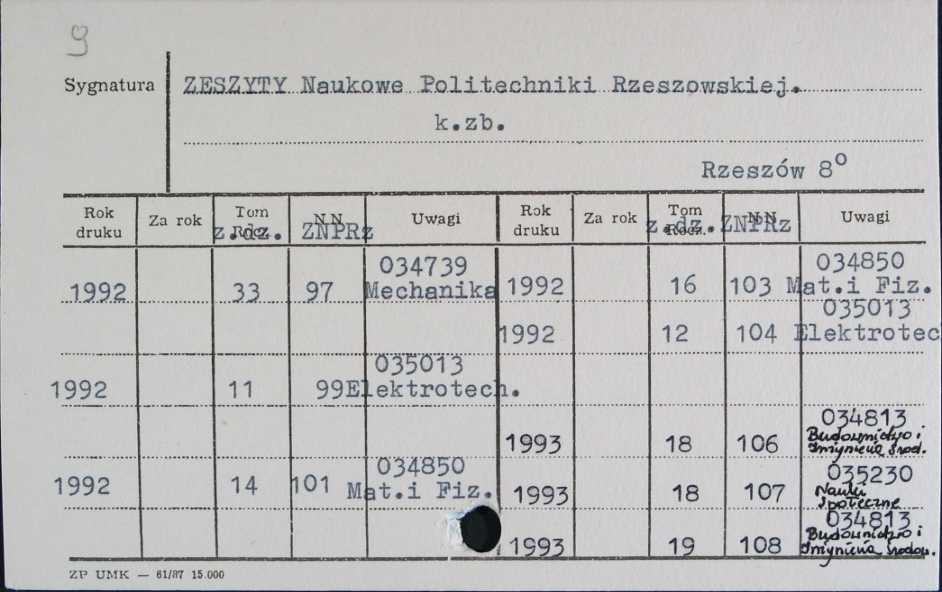 9
Sygnatura ZESZYTY Naukowe Politechniki Rzeszowskiej.
k.zb.
Rzeszów 8°
Rok druku Za rok Tom Rocz. z.dz. NN ZNPRz Uwagi Rok druku Za rok Tom Rocz. z.dz. NN ZNPRz Uwagi
034739 034850
1992 33 97 Mechanika 1992 16 103 Mat.i Fiz.
035013
1992 12 104 Elektrotec
035013
1992 11 99 Elektrotech.
034813
1993 18 106 Budownictwo i
Inżynieria środ.
034850 035230
1992 14 101 Mat.i Fiz. 1993 18 107 Nauki
społeczne
034813
1993 19 108 Budownictwo i
Inżynieria środow.
ZP UMK — 61/87 15.000